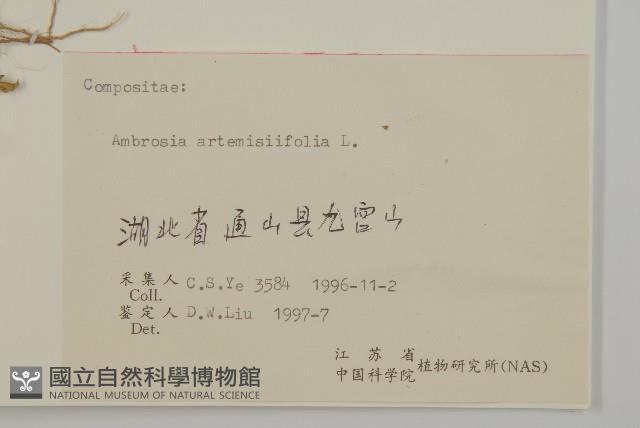 Compositae:
Ambrosia artemisiifolia L.
湖北省通山县九宫山
采集人 C.S.Ye 3584 1996-11-2
Coll.
鉴定人 D.W.Liu 1997-7
Det.
江苏省
中国科学院 植物研究所(NAS)
國立自然科學博物館
NATIONAL MUSEUM OF NATURAL SCIENCE